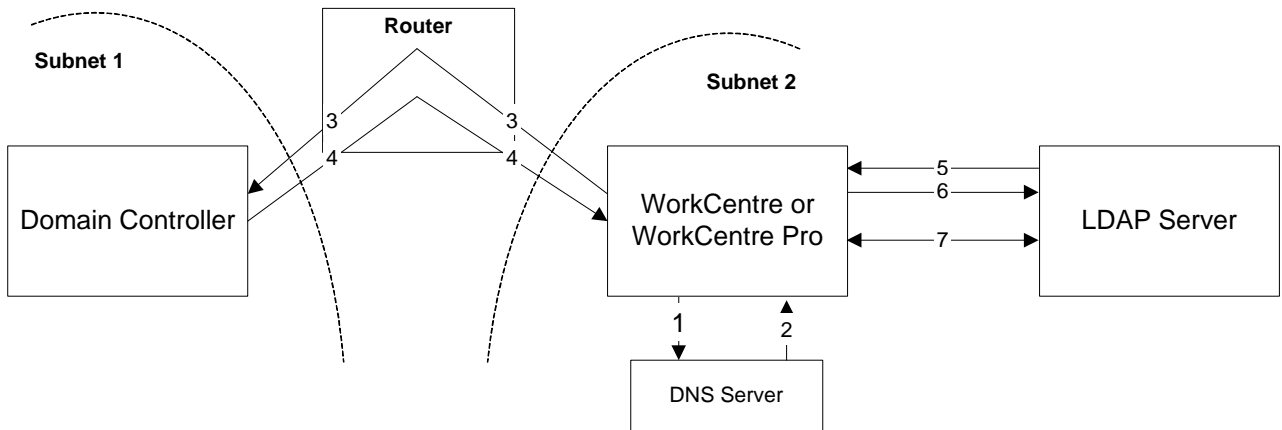 Router
Subnet 1
Subnet 2
3
3
4
4
Domain Controller
WorkCentre or
WorkCentre Pro
5
6
7
LDAP Server
1
2
DNS Server